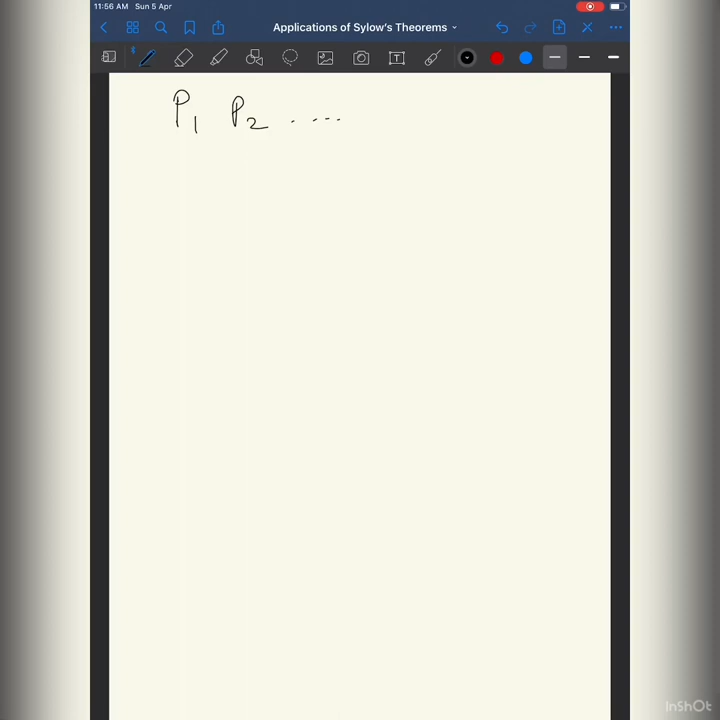 11:56 AM Sun 5 Apr
Applications of Sylow's Theorems
P1 P2 .....
InShOt